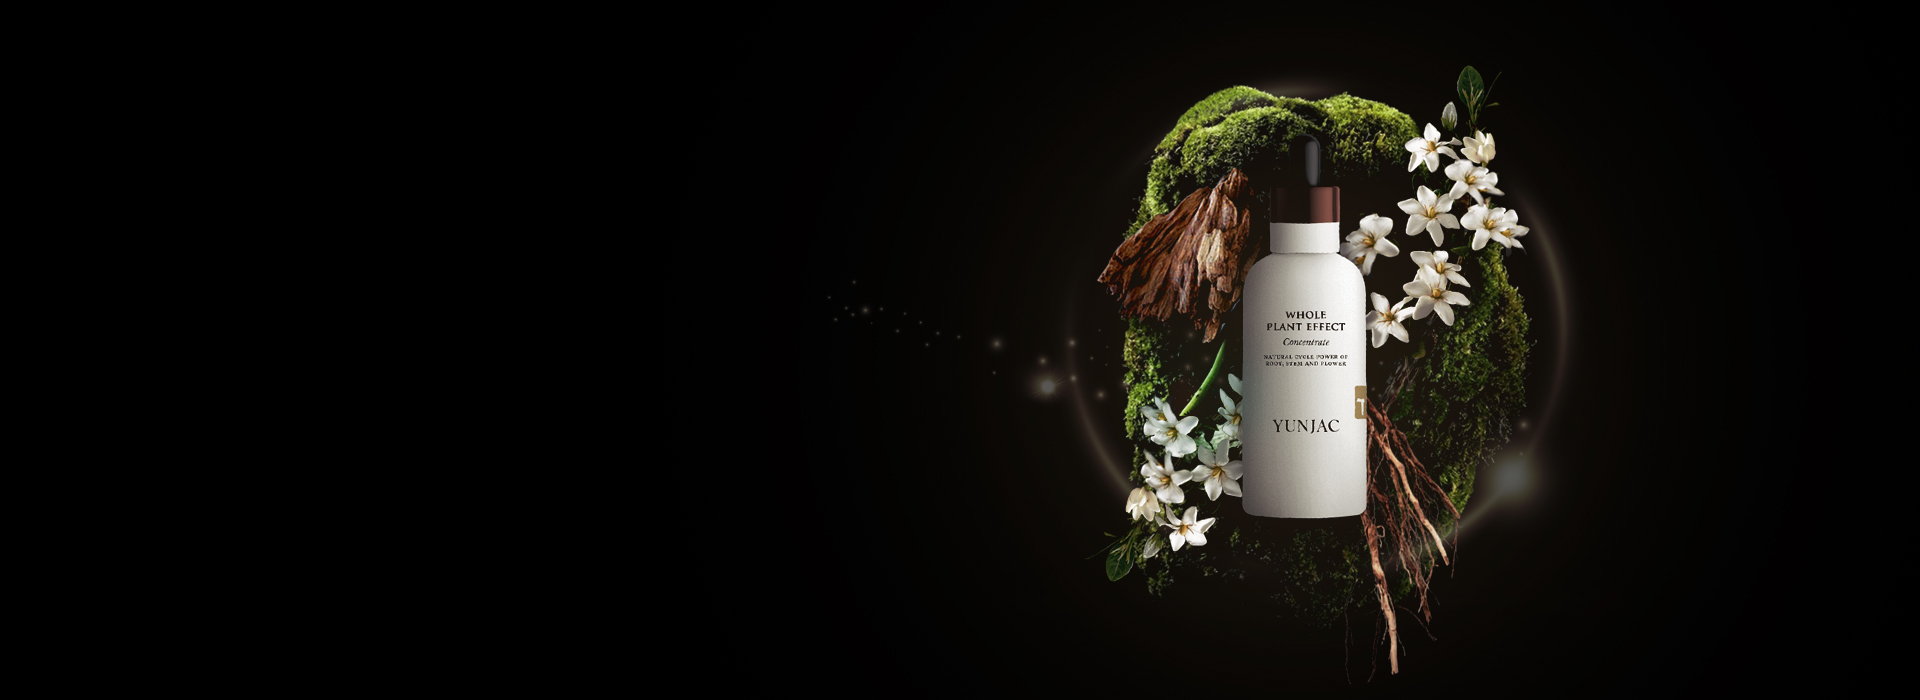 WHOLE
PLANT EFFECT
Concentrate
NATURAL CYCLE POWER OF
ROOT, STEM AND FLOWER
YUNJAC